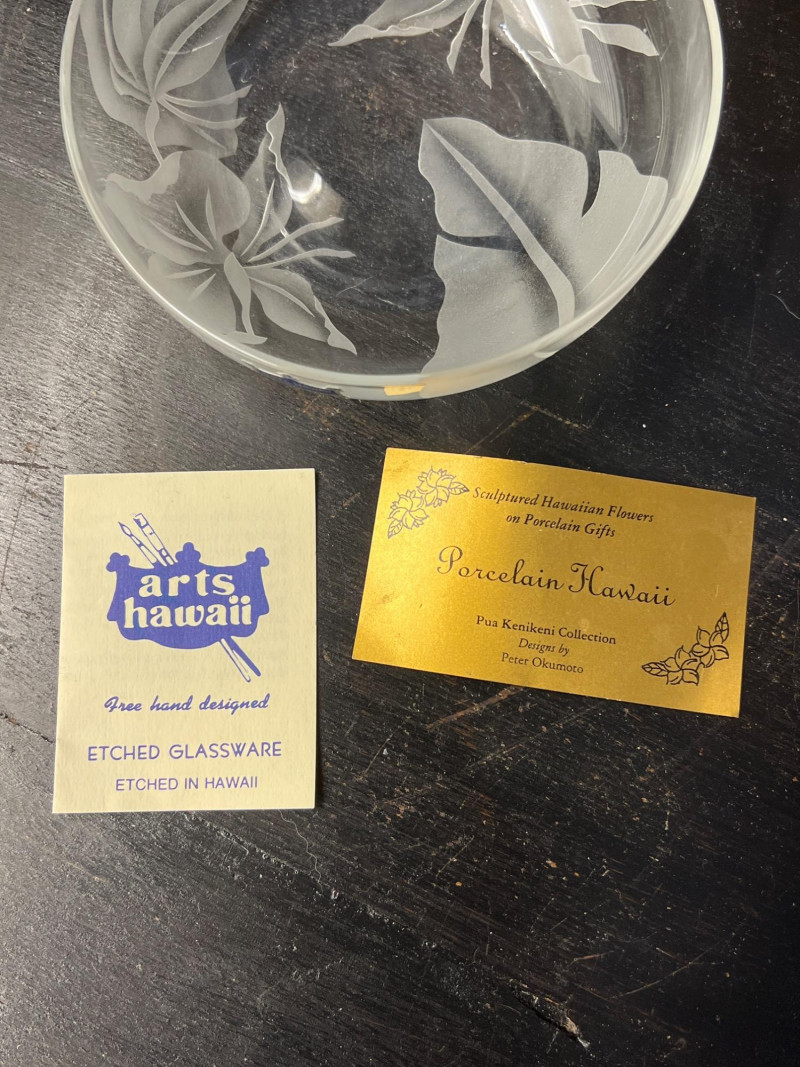 arts
hawaii
Free hand designed
ETCHED GLASSWARE
ETCHED IN HAWAII
Sculptured Hawaiian Flowers
on Porcelain Gifts
Porcelain Hawaii
Pua Kenikeni Collection
Designs by
Peter Okumoto